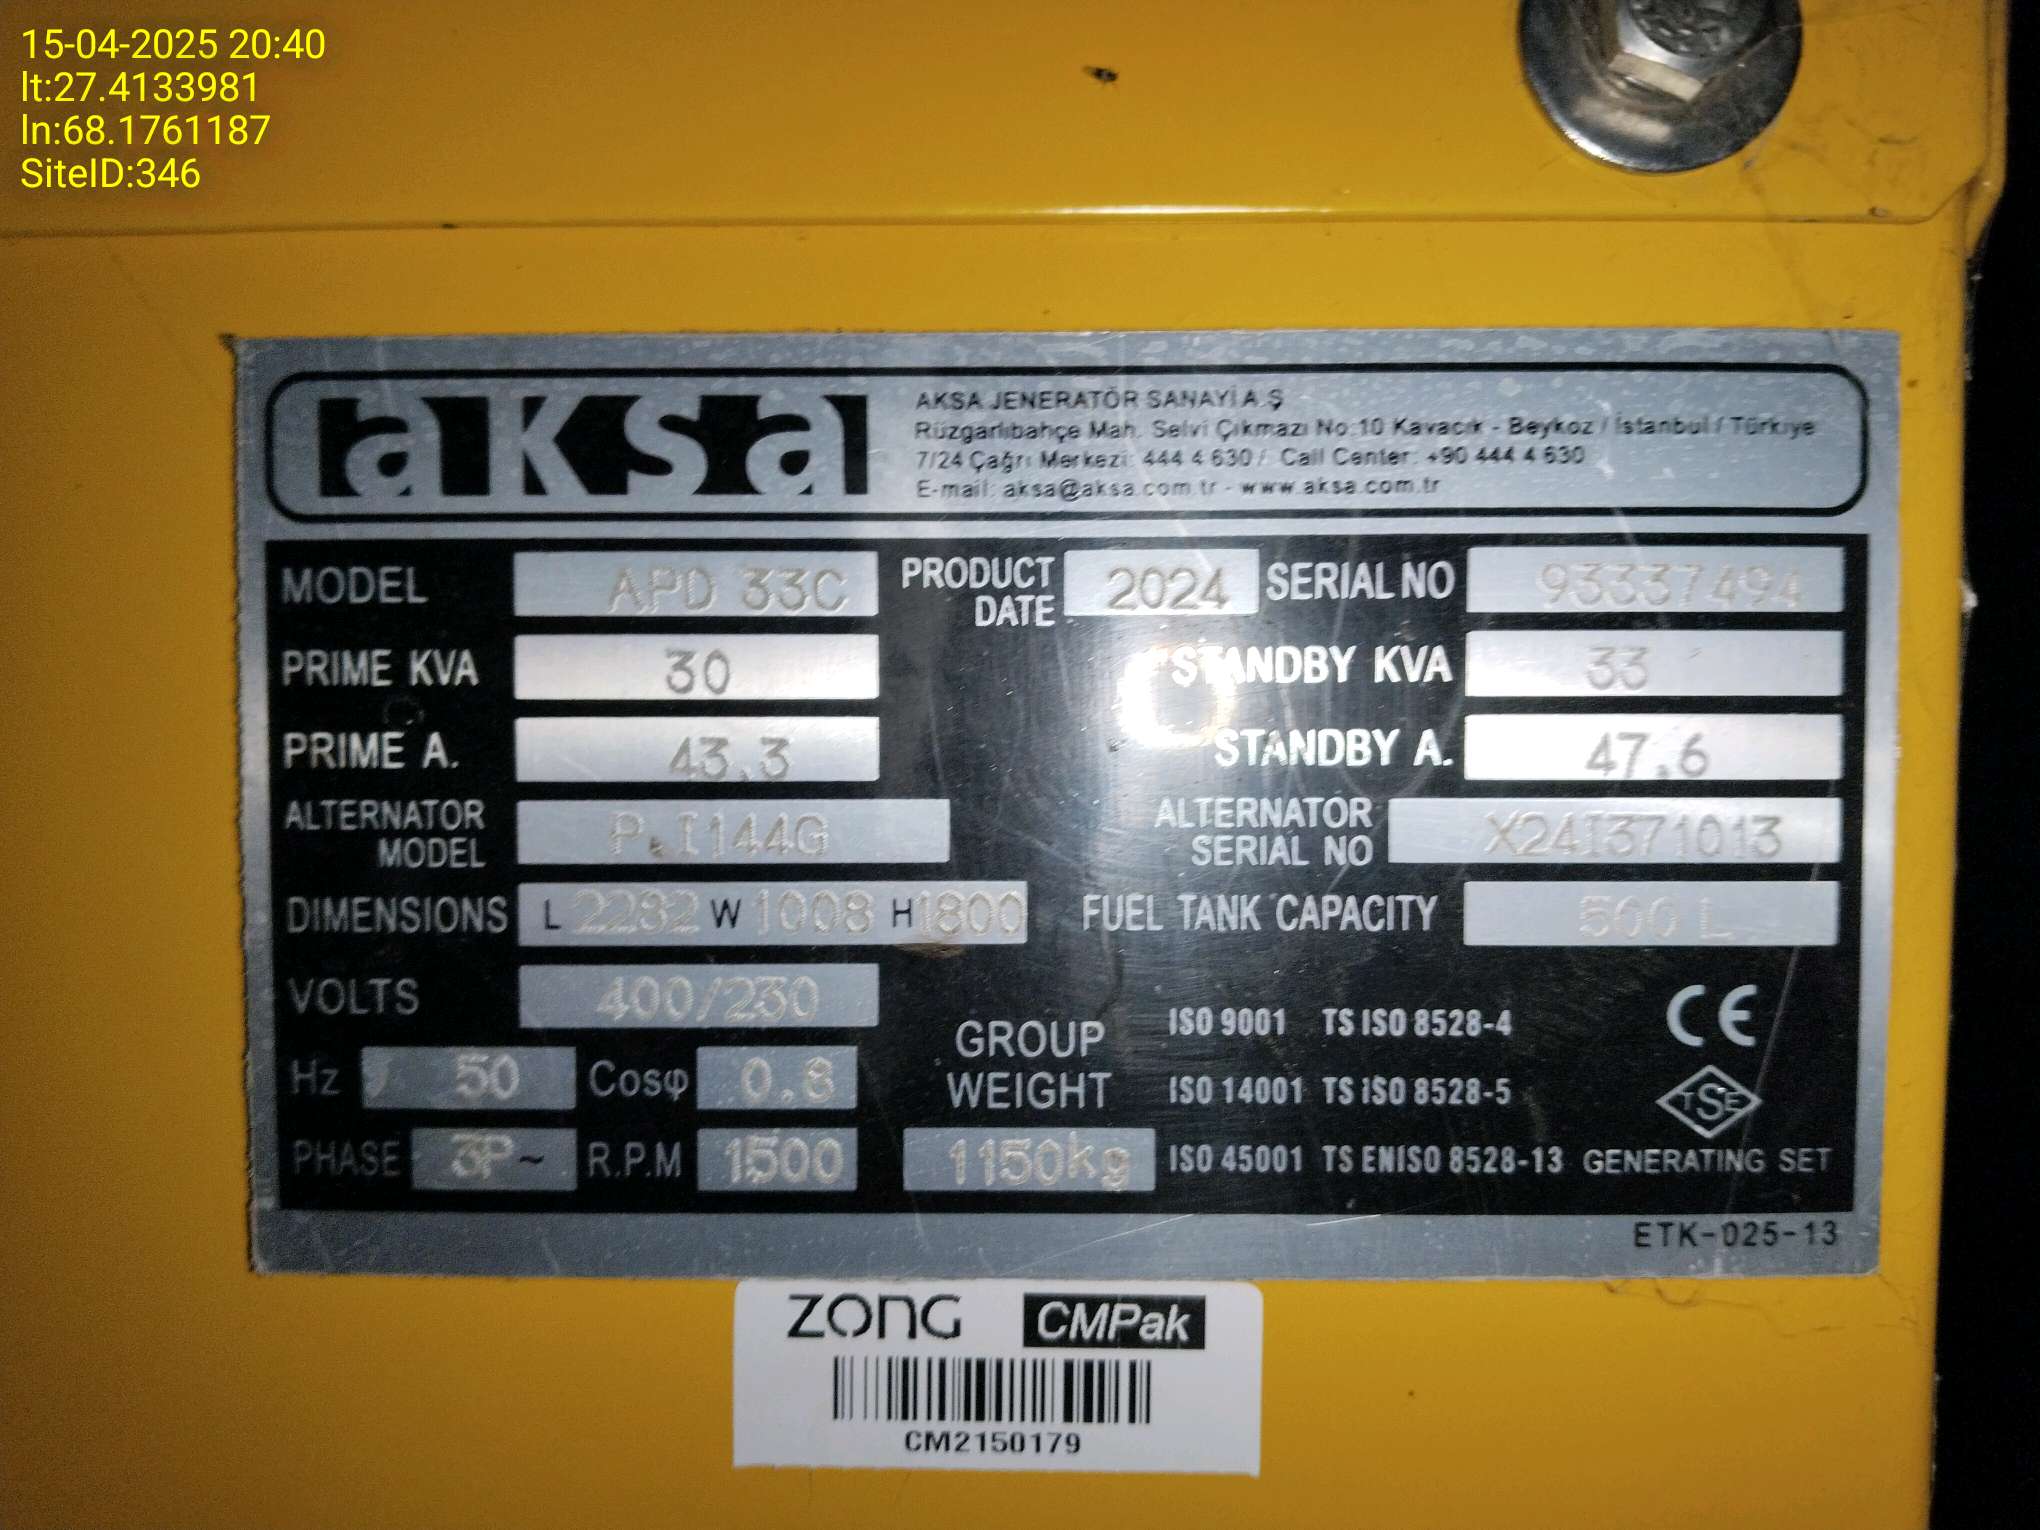 15-04-2025 20:40
lt:27.4133981
ln:68.1761187
SiteID:346
aksa
AKSA JENERATÖR SANAYİ A.Ş
Rüzgarlıbahçe Mah. Selvi Çıkmazı No:10 Kavacık - Beykoz / İstanbul / Türkiye
7/24 Çağrı Merkezi: 444 4 630 / Call Center: +90 444 4 630
E-mail: aksa@aksa.com.tr - www.aksa.com.tr
MODEL APD 33C PRODUCT DATE 2024 SERIAL NO 93337494
PRIME KVA 30 STANDBY KVA 33
PRIME A. 43.3 STANDBY A. 47.6
ALTERNATOR MODEL P.I144G ALTERNATOR SERIAL NO X24I371013
DIMENSIONS L 2282 W 1008 H 1800 FUEL TANK CAPACITY 500 L
VOLTS 400/230
Hz 50 Cosφ 0.8 GROUP WEIGHT ISO 9001 TS ISO 8528-4 CE
ISO 14001 TS ISO 8528-5 TSE
PHASE 3P~ R.P.M 1500 1150kg ISO 45001 TS EN ISO 8528-13 GENERATING SET
ETK-025-13
ZONG CMPak
CM2150179